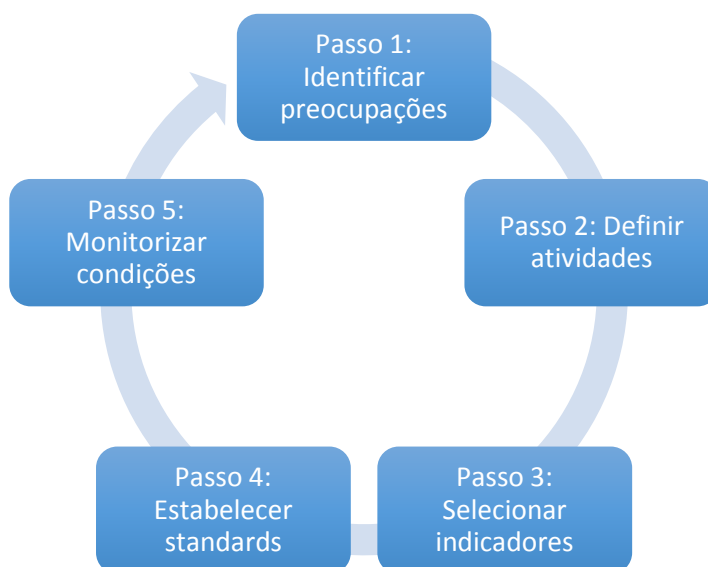 Passo 1:
Identificar
preocupações
Passo 2: Definir
atividades
Passo 3:
Selecionar
indicadores
Passo 4:
Estabelecer
standards
Passo 5:
Monitorizar
condições